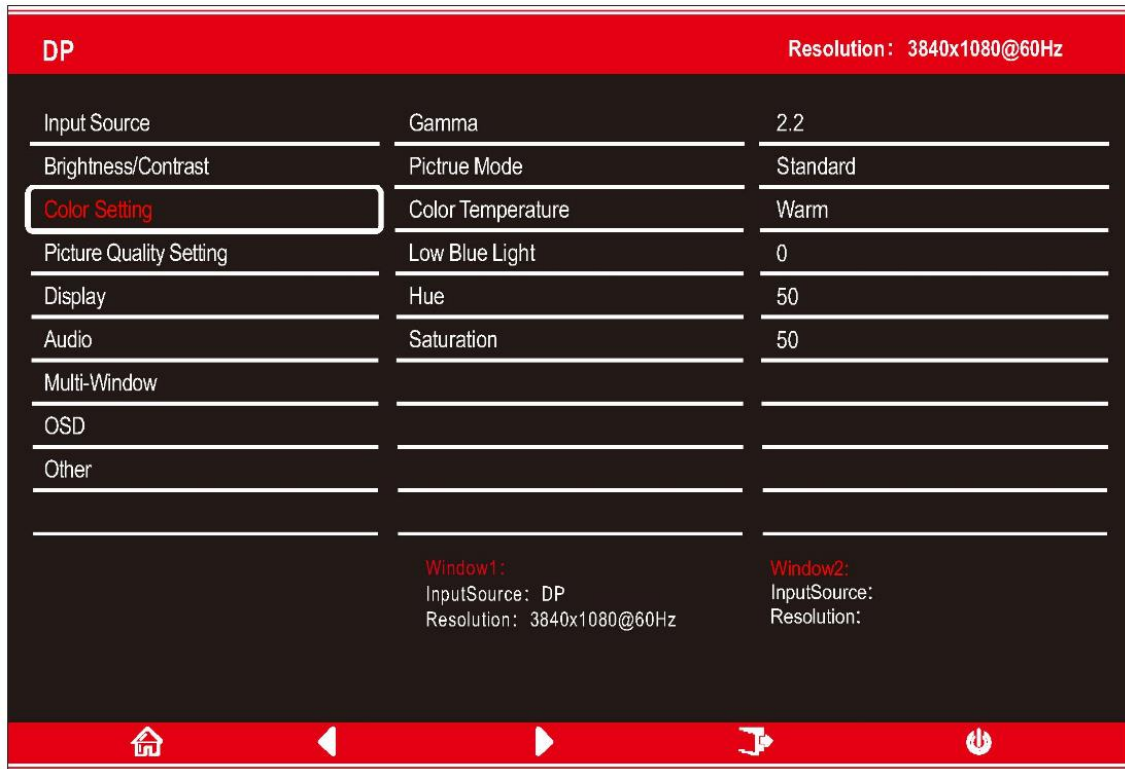 DP Resolution: 3840x1080@60Hz
Input Source Gamma 2.2
Brightness/Contrast Pictrue Mode Standard
Color Setting Color Temperature Warm
Picture Quality Setting Low Blue Light 0
Display Hue 50
Audio Saturation 50
Multi-Window
OSD
Other
Window1: Window2:
InputSource: DP InputSource:
Resolution: 3840x1080@60Hz Resolution: